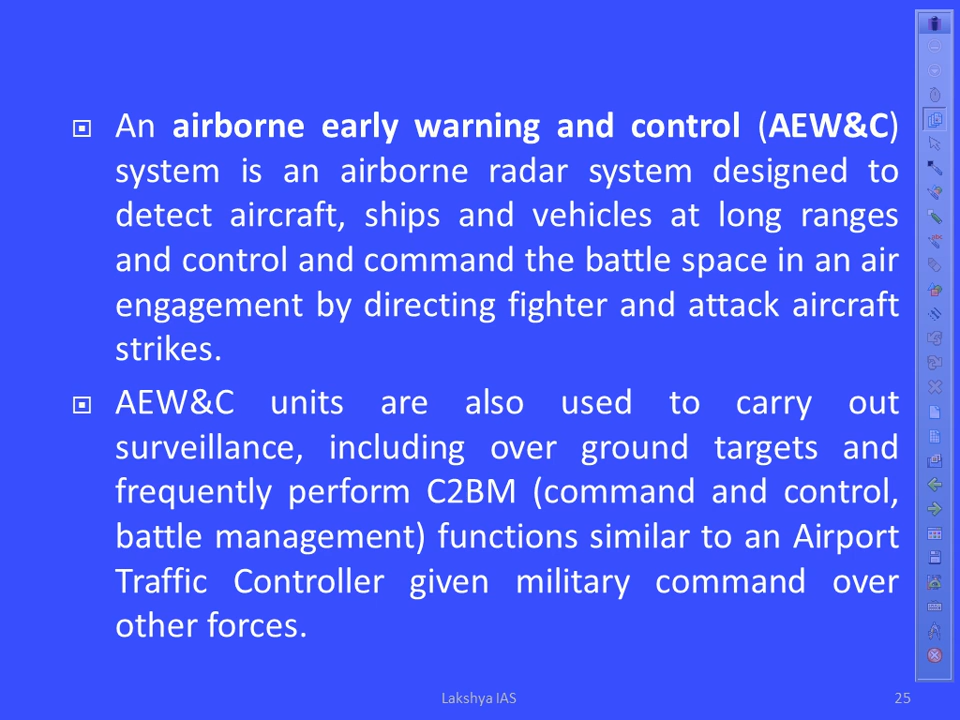 An airborne early warning and control (AEW&C)
system is an airborne radar system designed to
detect aircraft, ships and vehicles at long ranges
and control and command the battle space in an air
engagement by directing fighter and attack aircraft
strikes.
AEW&C units are also used to carry out
surveillance, including over ground targets and
frequently perform C2BM (command and control,
battle management) functions similar to an Airport
Traffic Controller given military command over
other forces.
Lakshya IAS
25